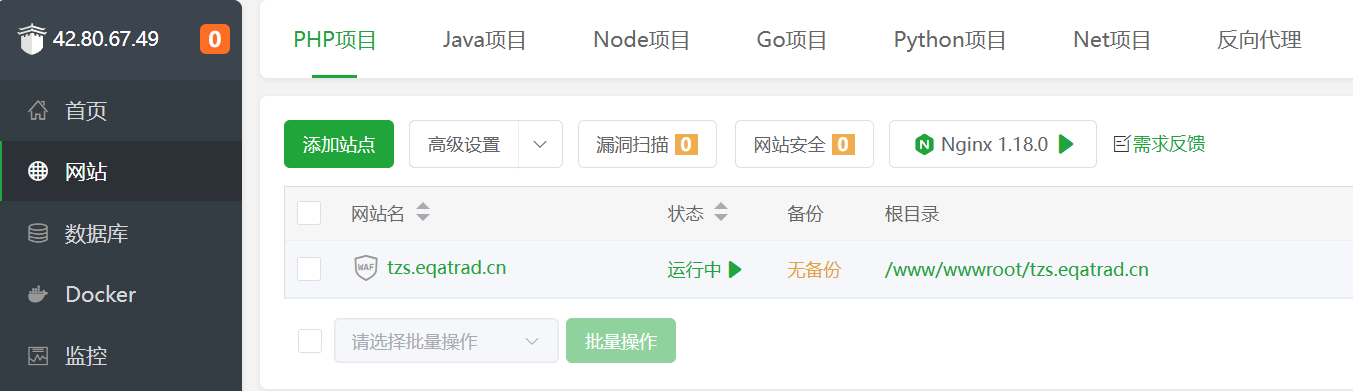 42.80.67.49 0
首页
网站
数据库
Docker
监控
PHP项目 Java项目 Node项目 Go项目 Python项目 Net项目 反向代理
添加站点 高级设置 漏洞扫描 0 网站安全 0 Nginx 1.18.0 需求反馈
网站名 状态 备份 根目录
WAF tzs.eqatrad.cn 运行中 无备份 /www/wwwroot/tzs.eqatrad.cn
请选择批量操作 批量操作